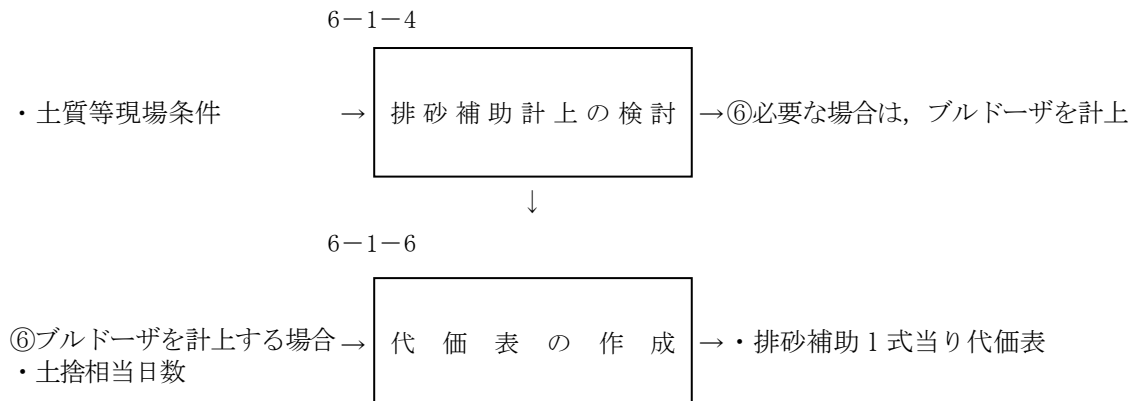 6－1－4
・土質等現場条件 → 排砂補助計上の検討 →⑥必要な場合は，ブルドーザを計上
↓
6－1－6
⑥ブルドーザを計上する場合 → 代価表の作成 →・排砂補助１式当り代価表
・土捨相当日数